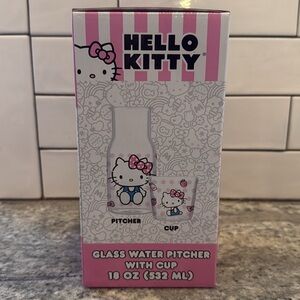 HELLO
KITTY
PITCHER
CUP
GLASS WATER PITCHER
WITH CUP
18 OZ (532 ML)